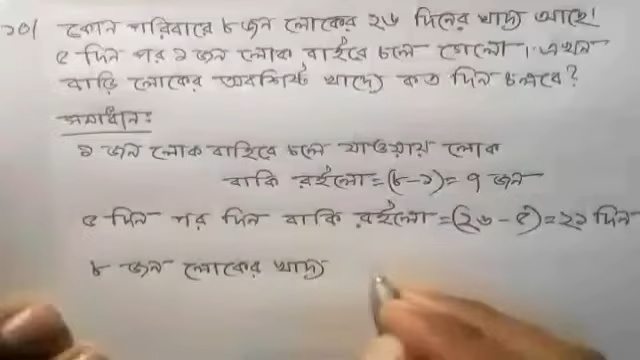 ১০। কোন পরিবারে ৮ জন লোকের ২৬ দিনের খাদ্য আছে।
৫ দিন পর ১ জন লোক বাইরে চলে গেলো। এখন
বাড়ি লোকের অবশিষ্ট খাদ্যে কত দিন চলবে?
সমাধান:
১ জন লোক বাহিরে চলে যাওয়ায় লোক
বাকি রইলো=(৮-১)= ৭ জন
৫ দিন পর দিন বাকি রইলো=(২৬-৫)=২১ দিন
৮ জন লোকের খাদ্য